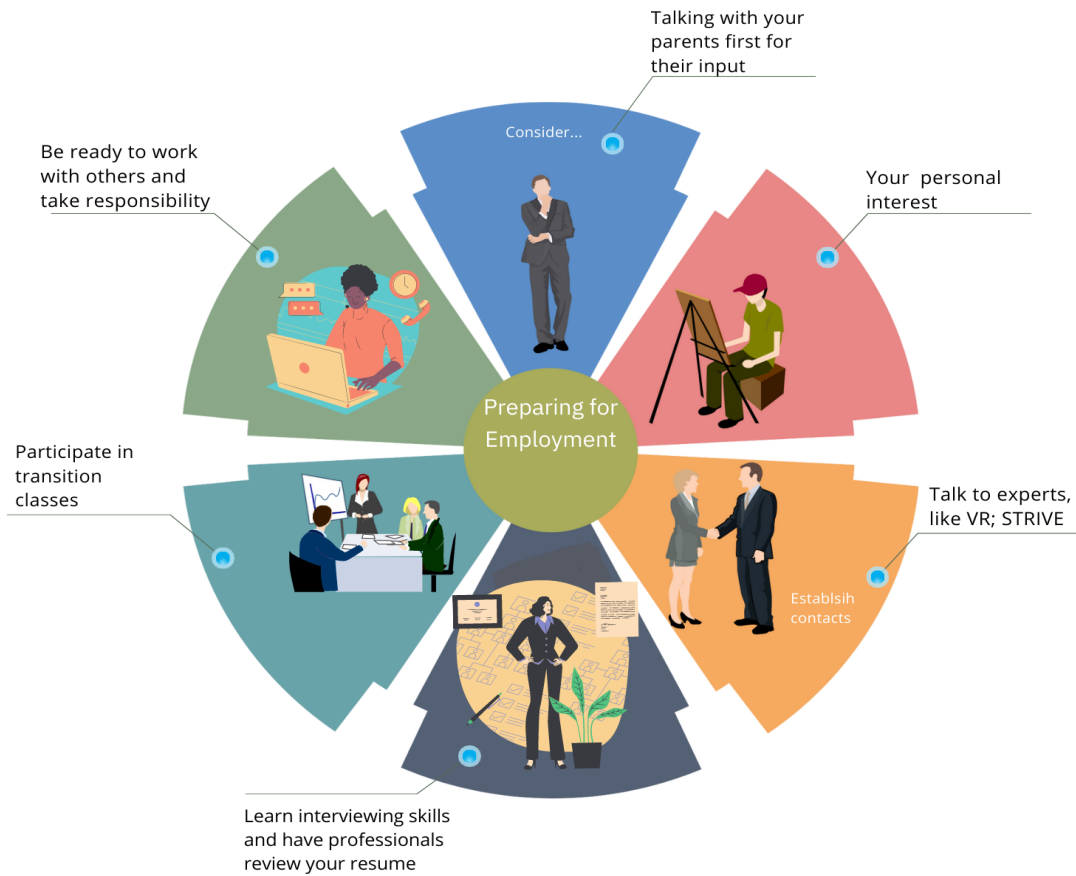 Talking with your
parents first for
their input
Consider...
Be ready to work
with others and
take responsibility
Your personal
interest
Preparing for
Employment
Participate in
transition
classes
Talk to experts,
like VR; STRIVE
Establsih
contacts
Learn interviewing skills
and have professionals
review your resume